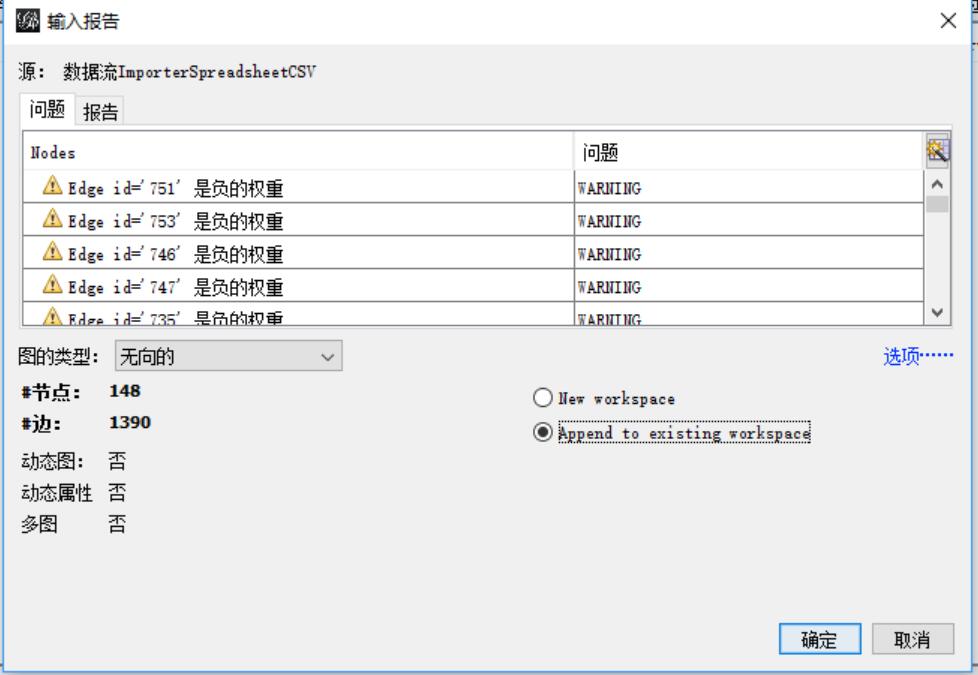 输入报告
源: 数据流ImporterSpreadsheetCSV
问题 报告
Nodes 问题
Edge id='751' 是负的权重 WARNING
Edge id='753' 是负的权重 WARNING
Edge id='746' 是负的权重 WARNING
Edge id='747' 是负的权重 WARNING
Edge id='735' 是负的权重 WARNING
图的类型: 无向的 选项······
#节点: 148
New workspace
#边: 1390
Append to existing workspace
动态图: 否
动态属性 否
多图 否
确定 取消